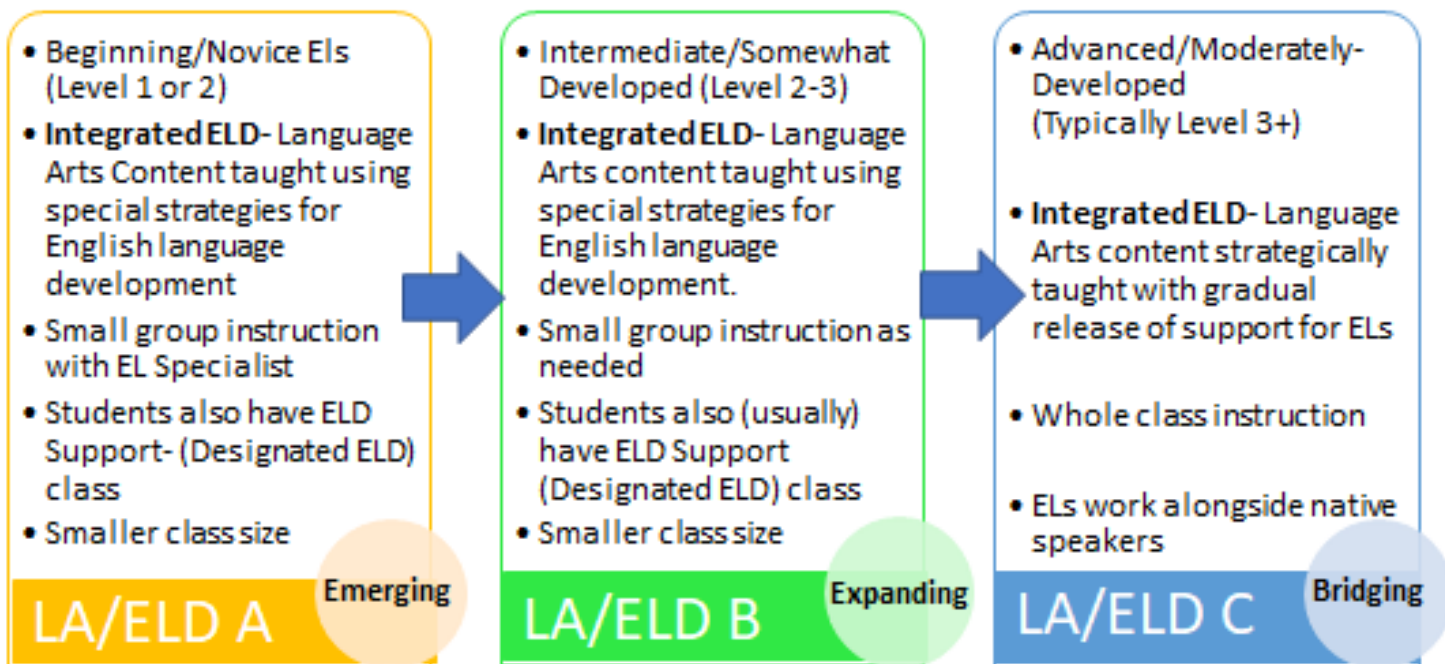 • Beginning/Novice Els
(Level 1 or 2)
• Integrated ELD- Language
Arts Content taught using
special strategies for
English language
development
• Small group instruction
with EL Specialist
• Students also have ELD
Support- (Designated ELD)
class
• Smaller class size
Emerging
LA/ELD A
• Intermediate/Somewhat
Developed (Level 2-3)
• Integrated ELD- Language
Arts content taught using
special strategies for
English language
development.
• Small group instruction as
needed
• Students also (usually)
have ELD Support
(Designated ELD) class
• Smaller class size
Expanding
LA/ELD B
• Advanced/Moderately-
Developed
(Typically Level 3+)
• Integrated ELD- Language
Arts content strategically
taught with gradual
release of support for ELs
• Whole class instruction
• ELs work alongside native
speakers
Bridging
LA/ELD C